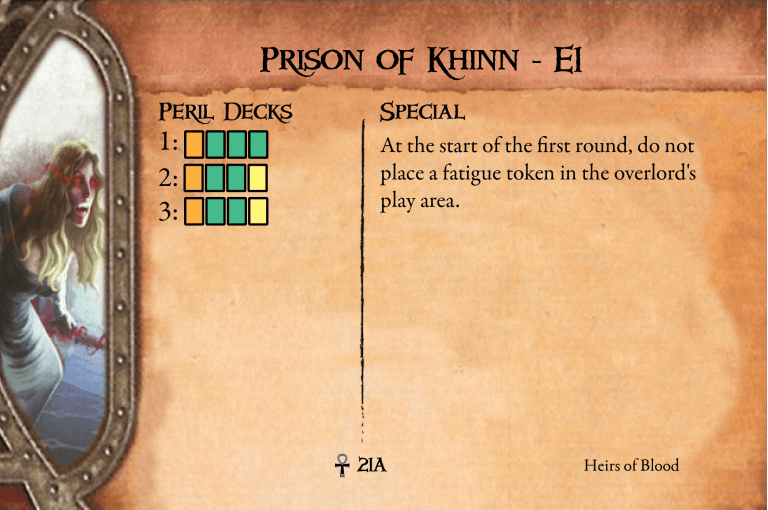 Prison of Khinn - E1
Peril Decks
1:
2:
3:
Special
At the start of the first round, do not
place a fatigue token in the overlord's
play area.
21A
Heirs of Blood